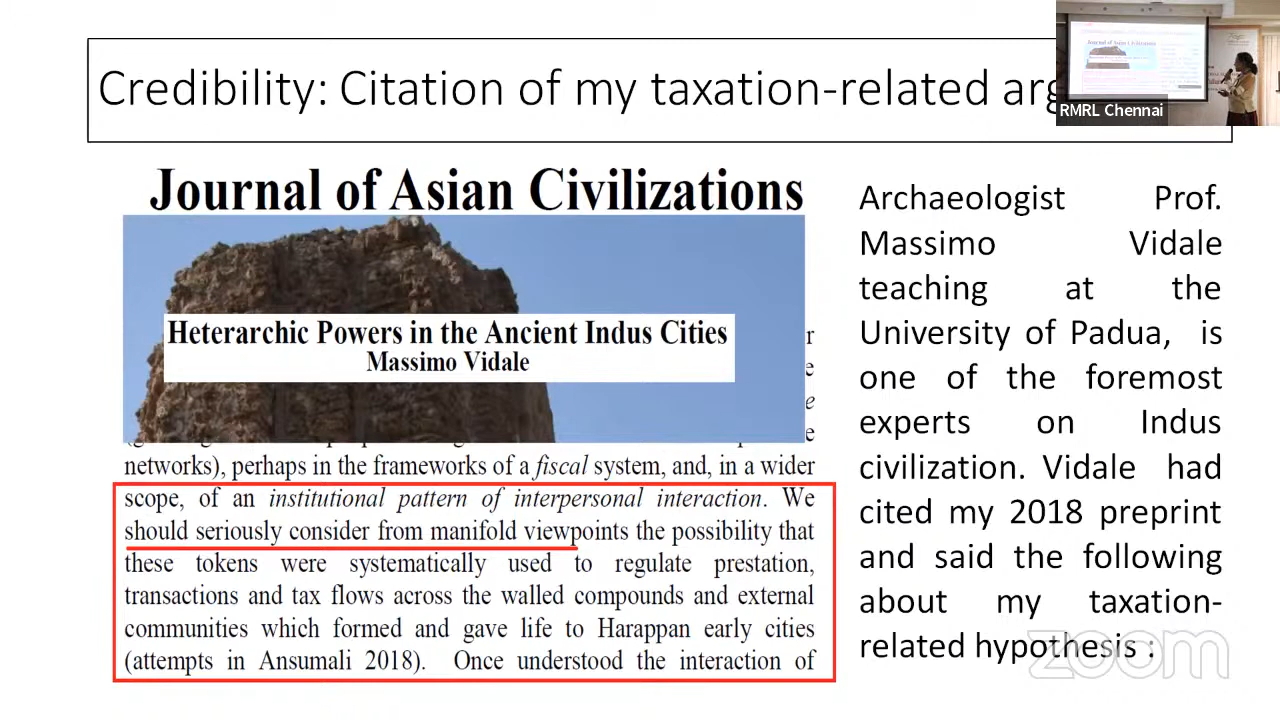 Credibility: Citation of my taxation-related
RMRL Chennai
Journal of Asian Civilizations
Heterarchic Powers in the Ancient Indus Cities
Massimo Vidale
networks), perhaps in the frameworks of a fiscal system, and, in a wider
scope, of an institutional pattern of interpersonal interaction. We
should seriously consider from manifold viewpoints the possibility that
these tokens were systematically used to regulate prestation,
transactions and tax flows across the walled compounds and external
communities which formed and gave life to Harappan early cities
(attempts in Ansumali 2018). Once understood the interaction of
Archaeologist Prof.
Massimo Vidale
teaching at the
University of Padua, is
one of the foremost
experts on Indus
civilization. Vidale had
cited my 2018 preprint
and said the following
about my taxation-
related hypothesis :
zoom